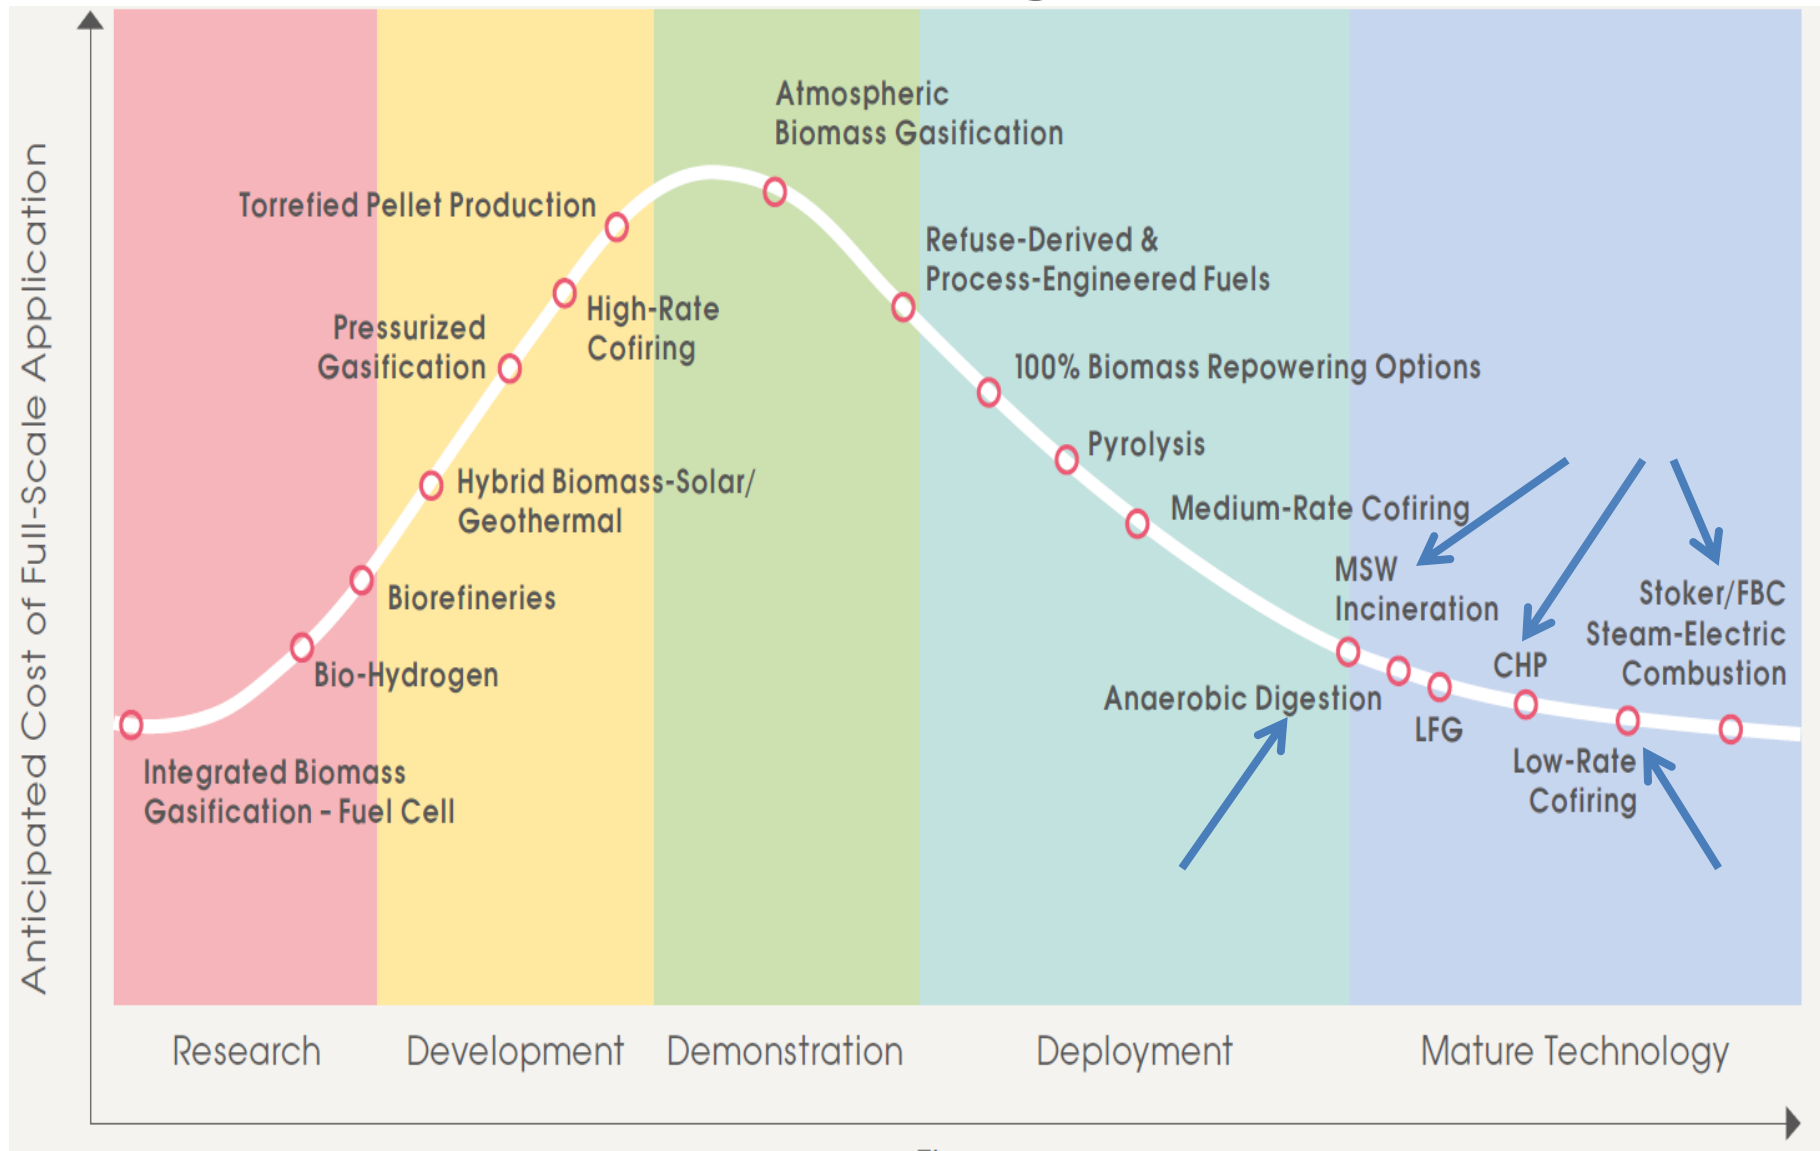 Anticipated Cost of Full-Scale Application
Atmospheric
Biomass Gasification
Torrefied Pellet Production
Refuse-Derived &
Process-Engineered Fuels
High-Rate
Cofiring
Pressurized
Gasification
100% Biomass Repowering Options
Pyrolysis
Hybrid Biomass-Solar/
Geothermal
Medium-Rate Cofiring
MSW
Incineration
Stoker/FBC
Steam-Electric
Combustion
Biorefineries
Bio-Hydrogen
CHP
Anaerobic Digestion
LFG
Low-Rate
Cofiring
Integrated Biomass
Gasification - Fuel Cell
Research
Development
Demonstration
Deployment
Mature Technology